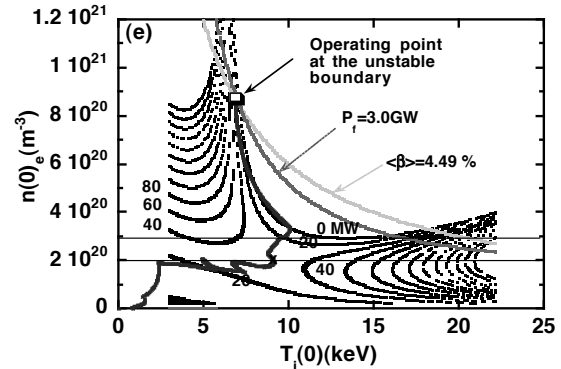 (e)
1.2 10²¹
1 10²¹
8 10²⁰
6 10²⁰
4 10²⁰
2 10²⁰
0
n(0)ₑ(m⁻³)
Operating point
at the unstable
boundary
P_f=3.0GW
<β>=4.49 %
80
60
40
0 MW
20
40
20
0 5 10 15 20 25
Tᵢ(0)(keV)